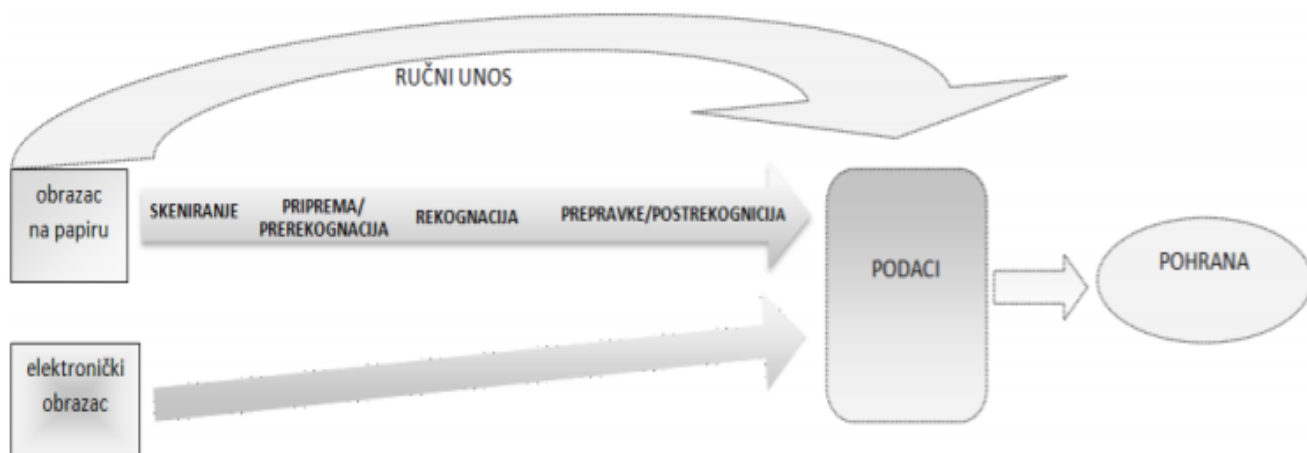 RUČNI UNOS
obrazac
na papiru
SKENIRANJE
PRIPREMA/
PREREKOGNACIJA
REKOGNACIJA
PREPRAVKE/POSTREKOGNICIJA
PODACI
POHRANA
elektronički
obrazac